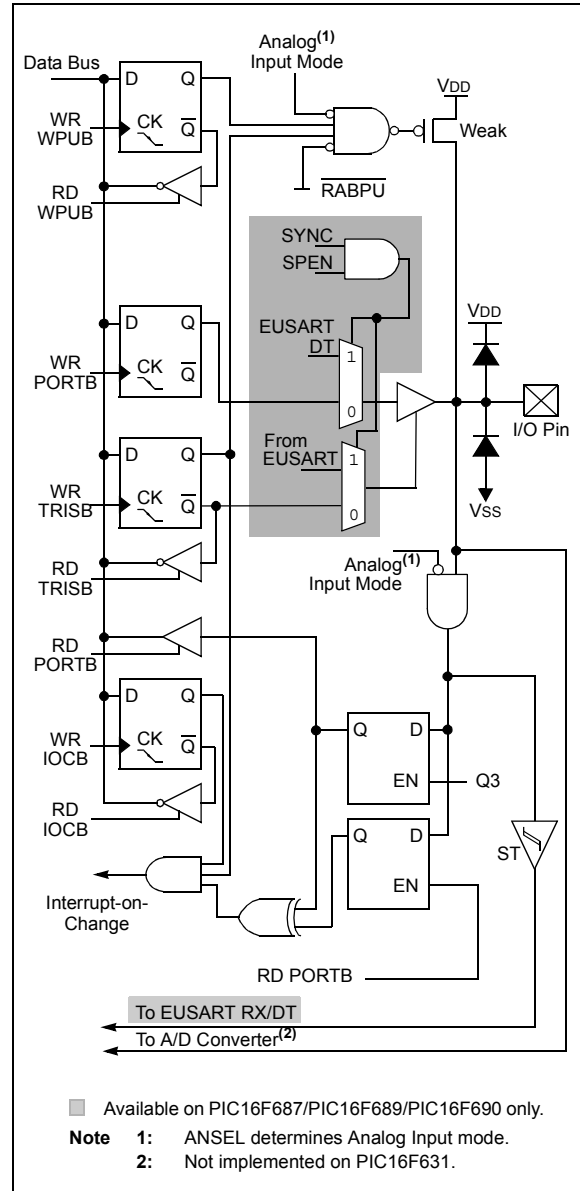 Data Bus
D Q
WR
WPUB
CK
Q
RD
WPUB
Analog(1)
Input Mode
RABPU
VDD
Weak
SYNC
SPEN
EUSART
DT
1
0
D Q
WR
PORTB
CK
Q
From
EUSART
1
0
VDD
I/O Pin
VSS
D Q
WR
TRISB
CK
Q
RD
TRISB
Analog(1)
Input Mode
RD
PORTB
D Q
WR
IOCB
CK
Q
RD
IOCB
Q D
EN
Q3
ST
Q D
EN
Interrupt-on-
Change
RD PORTB
To EUSART RX/DT
To A/D Converter(2)
Available on PIC16F687/PIC16F689/PIC16F690 only.
Note 1: ANSEL determines Analog Input mode.
2: Not implemented on PIC16F631.